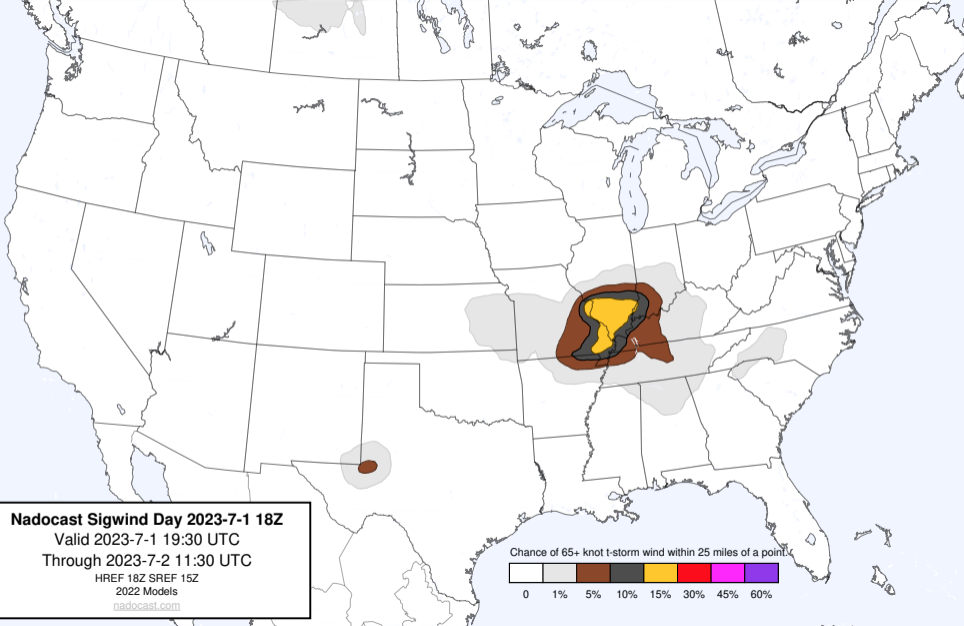 Nadocast Sigwind Day 2023-7-1 18Z
Valid 2023-7-1 19:30 UTC
Through 2023-7-2 11:30 UTC
HREF 18Z SREF 15Z
2022 Models
nadocast.com
Chance of 65+ knot t-storm wind within 25 miles of a point.
0 1% 5% 10% 15% 30% 45% 60%